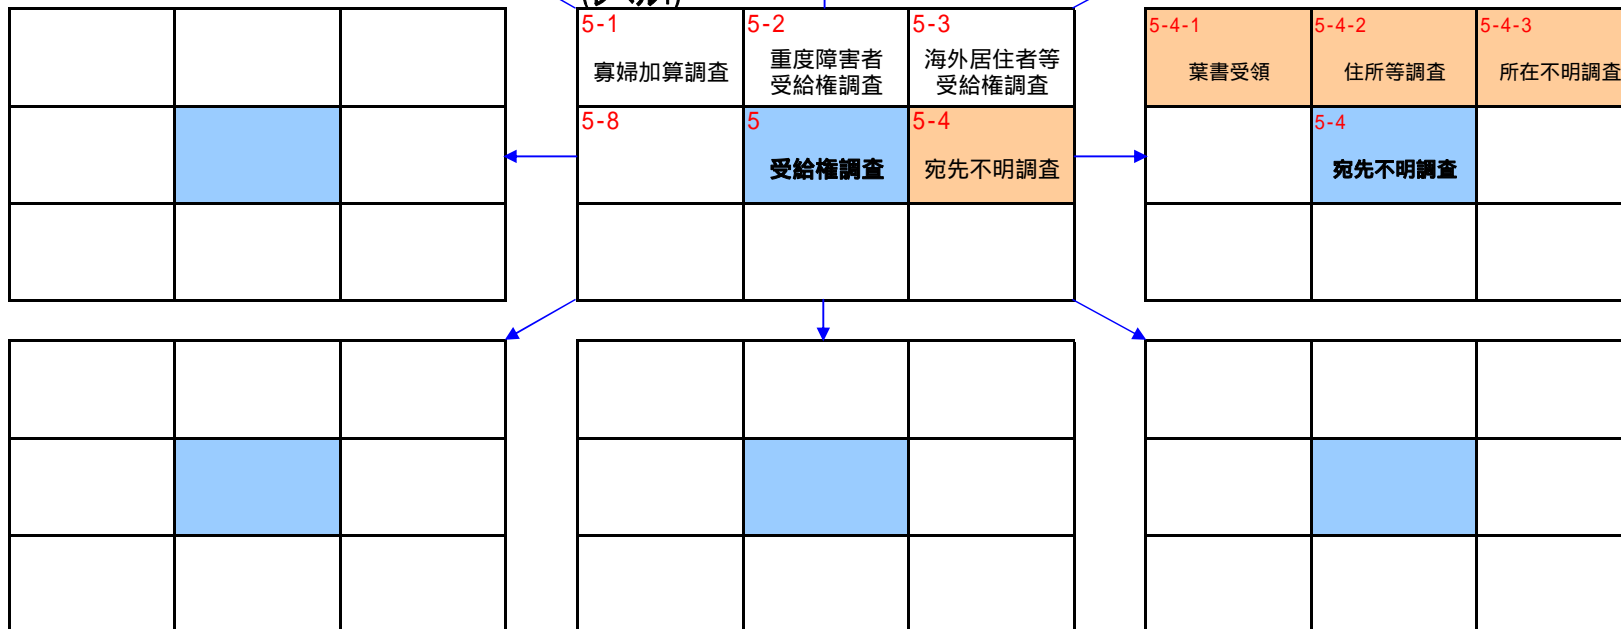 (レベル1)
5-1
寡婦加算調査
5-2
重度障害者
受給権調査
5-3
海外居住者等
受給権調査
5-8
5
受給権調査
5-4
宛先不明調査
5-4-1
葉書受領
5-4-2
住所等調査
5-4-3
所在不明調査
5-4
宛先不明調査